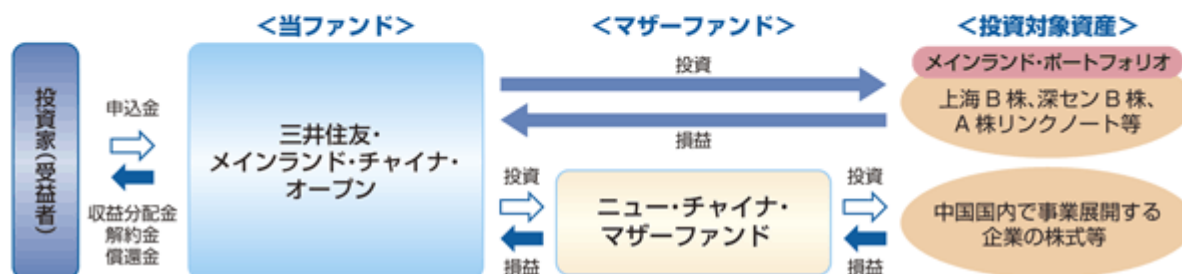 ＜当ファンド＞
＜マザーファンド＞
＜投資対象資産＞
投資家（受益者）
申込金
収益分配金
解約金
償還金
三井住友・
メインランド・チャイナ・
オープン
投資
損益
メインランド・ポートフォリオ
上海B株、深センB株、
A株リンクノート等
投資
損益
ニュー・チャイナ・
マザーファンド
投資
損益
中国国内で事業展開する
企業の株式等